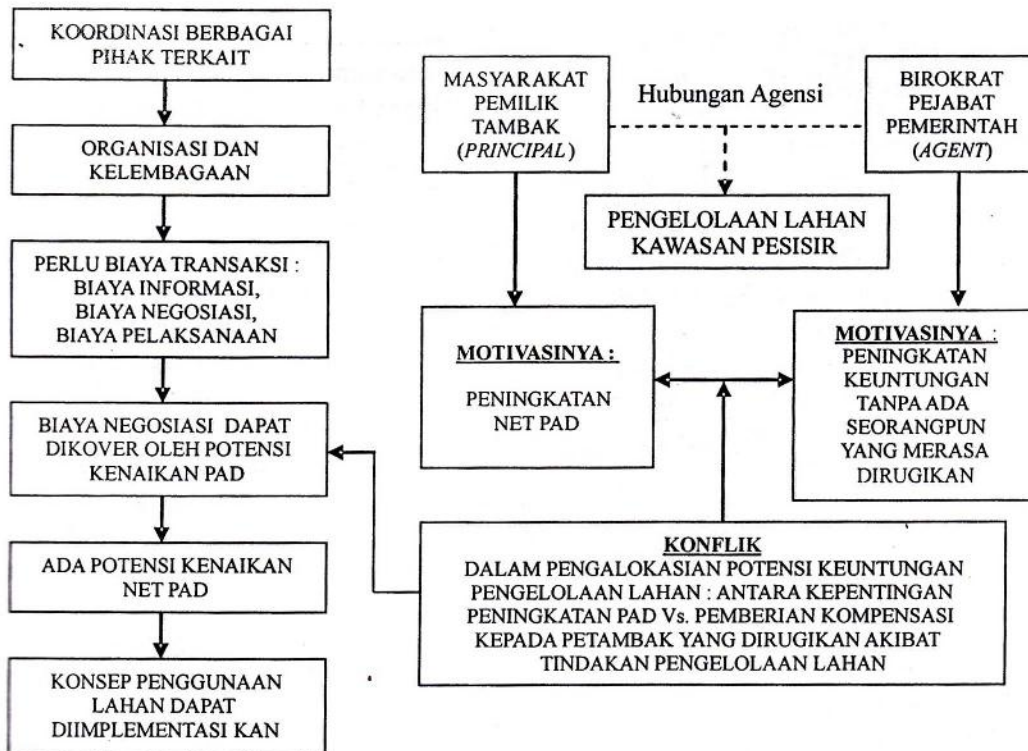 KOORDINASI BERBAGAI
PIHAK TERKAIT
ORGANISASI DAN
KELEMBAGAAN
PERLU BIAYA TRANSAKSI :
BIAYA INFORMASI,
BIAYA NEGOSIASI,
BIAYA PELAKSANAAN
BIAYA NEGOSIASI DAPAT
DIKOVER OLEH POTENSI
KENAIKAN PAD
ADA POTENSI KENAIKAN
NET PAD
KONSEP PENGGUNAAN
LAHAN DAPAT
DIIMPLEMENTASI KAN
MASYARAKAT
PEMILIK
TAMBAK
(PRINCIPAL)
Hubungan Agensi
BIROKRAT
PEJABAT
PEMERINTAH
(AGENT)
PENGELOLAAN LAHAN
KAWASAN PESISIR
MOTIVASINYA :
PENINGKATAN
NET PAD
MOTIVASINYA :
PENINGKATAN
KEUNTUNGAN
TANPA ADA
SEORANGPUN
YANG MERASA
DIRUGIKAN
KONFLIK
DALAM PENGALOKASIAN POTENSI KEUNTUNGAN
PENGELOLAAN LAHAN : ANTARA KEPENTINGAN
PENINGKATAN PAD Vs. PEMBERIAN KOMPENSASI
KEPADA PETAMBAK YANG DIRUGIKAN AKIBAT
TINDAKAN PENGELOLAAN LAHAN